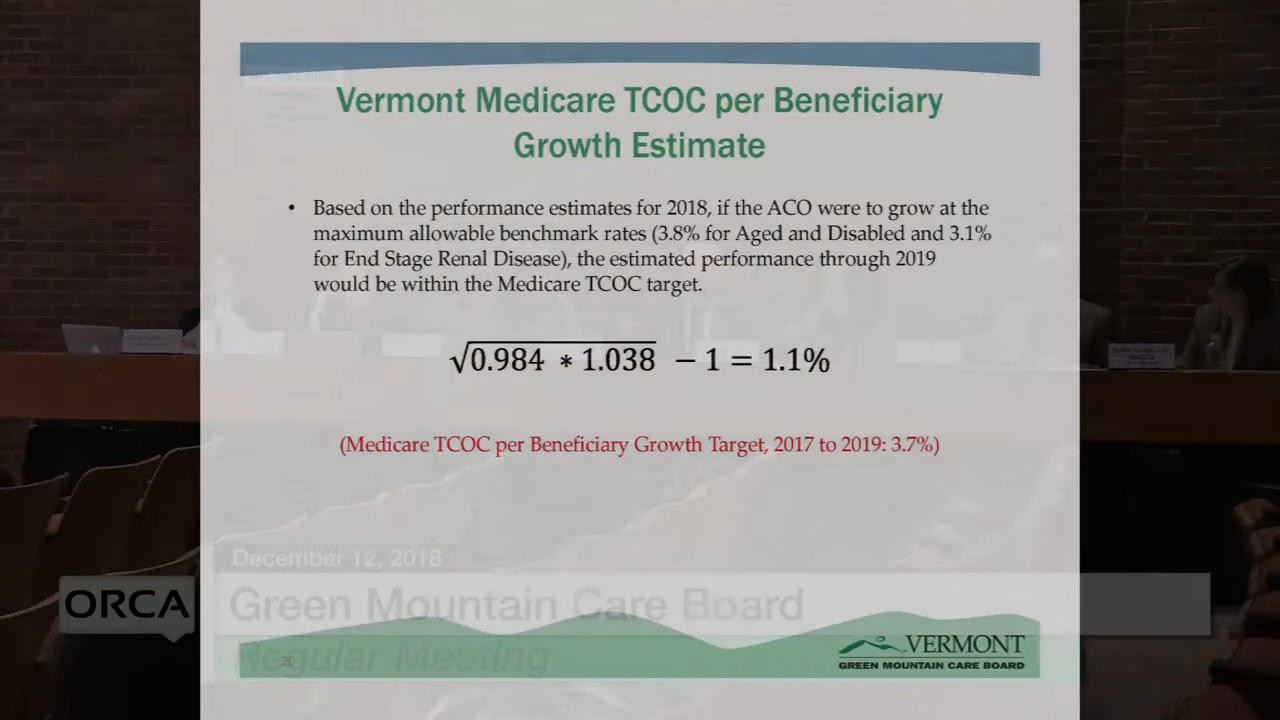 Vermont Medicare TCOC per Beneficiary
Growth Estimate
• Based on the performance estimates for 2018, if the ACO were to grow at the
maximum allowable benchmark rates (3.8% for Aged and Disabled and 3.1%
for End Stage Renal Disease), the estimated performance through 2019
would be within the Medicare TCOC target.
√0.984 * 1.038 − 1 = 1.1%
(Medicare TCOC per Beneficiary Growth Target, 2017 to 2019: 3.7%)
December 12, 2018
ORCA
Green Mountain Care Board
Regular Meeting
20
VERMONT
GREEN MOUNTAIN CARE BOARD